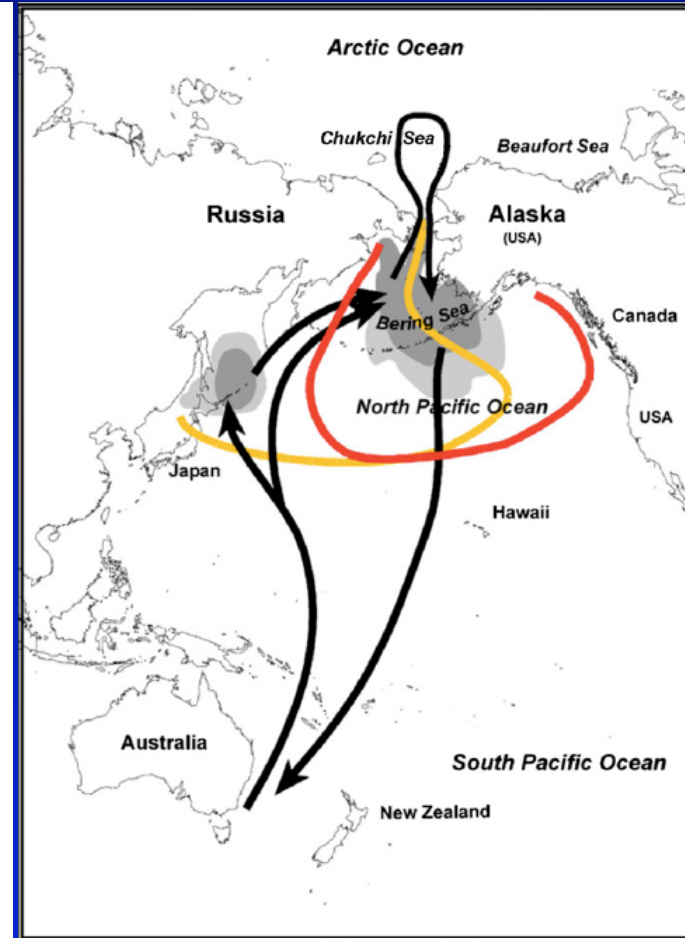 Arctic Ocean
Chukchi Sea
Beaufort Sea
Russia
Alaska
(USA)
Bering Sea
Canada
North Pacific Ocean
USA
Japan
Hawaii
Australia
South Pacific Ocean
New Zealand